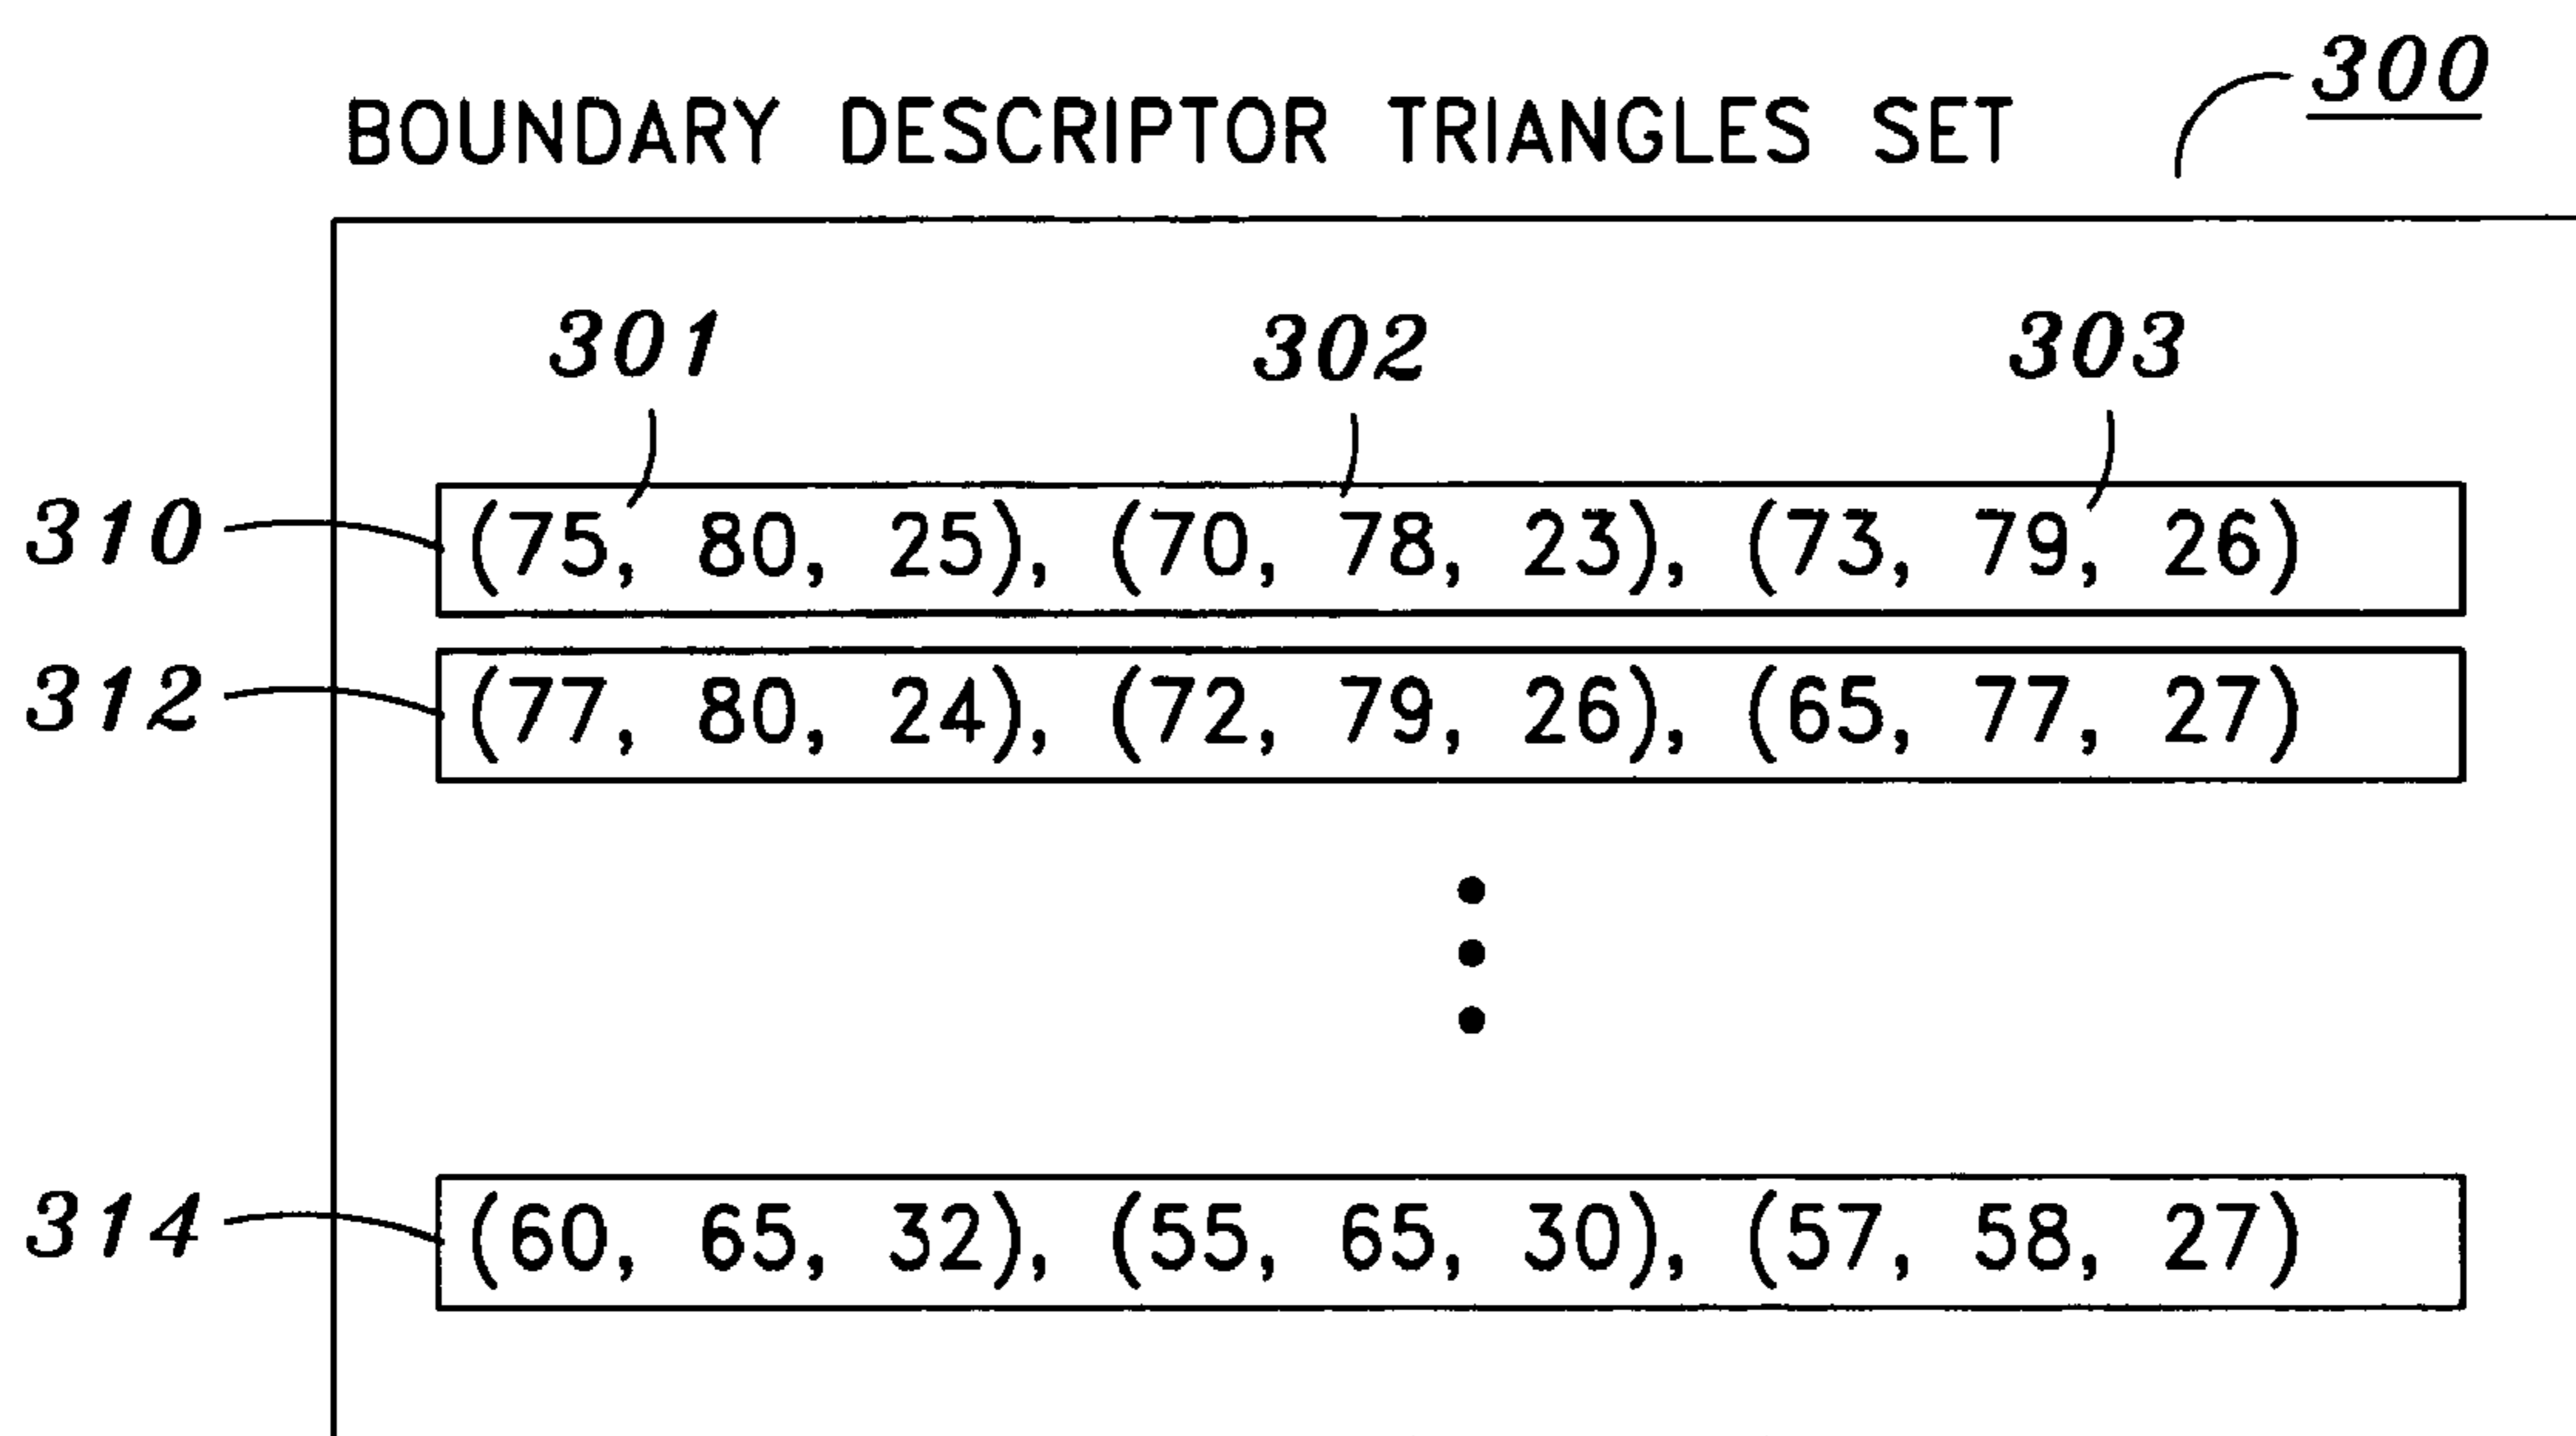 300
BOUNDARY DESCRIPTOR TRIANGLES SET
301 302 303
310 (75, 80, 25), (70, 78, 23), (73, 79, 26)
312 (77, 80, 24), (72, 79, 26), (65, 77, 27)
314 (60, 65, 32), (55, 65, 30), (57, 58, 27)